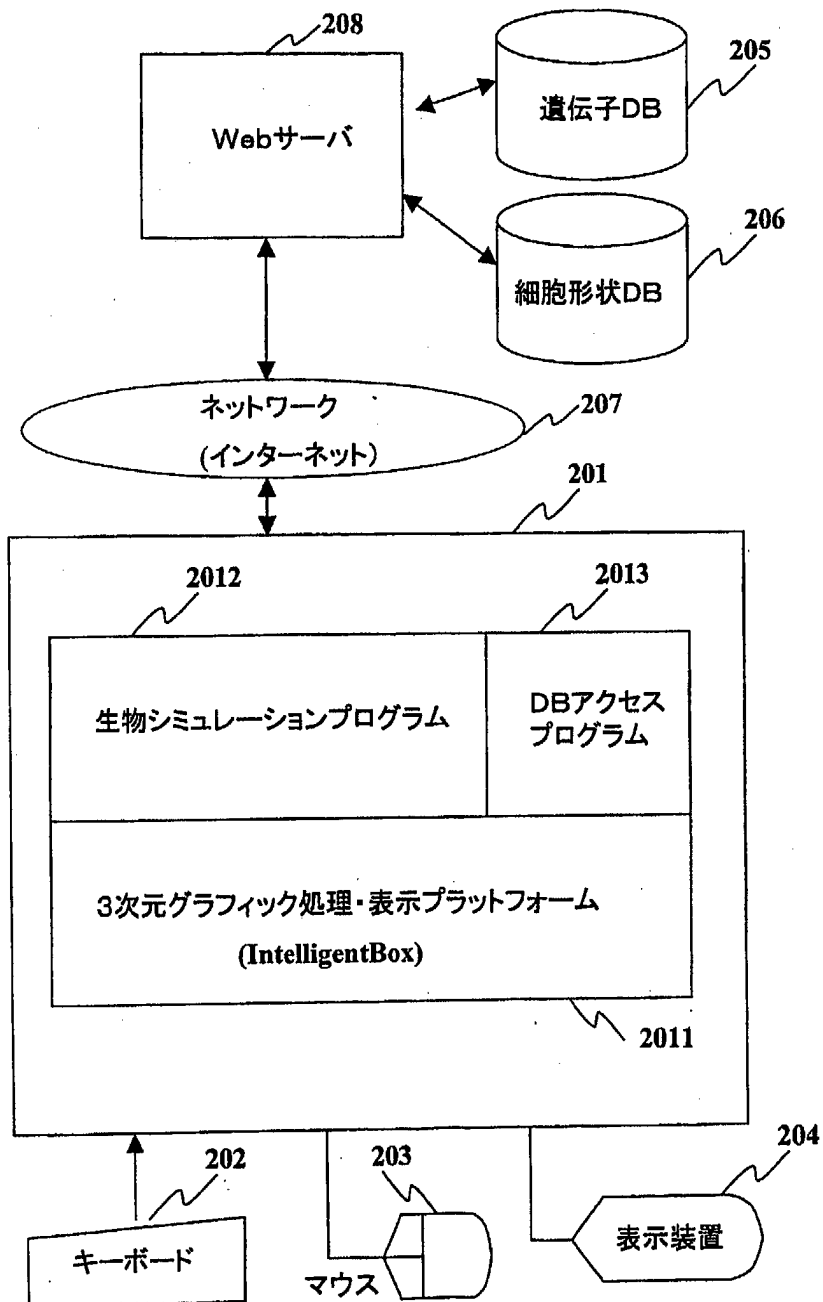 208
205
Webサーバ
遺伝子DB
206
細胞形状DB
ネットワーク
(インターネット)
207
201
2012
2013
生物シミュレーションプログラム
DBアクセス
プログラム
3次元グラフィック処理・表示プラットフォーム
(IntelligentBox)
2011
202
203
204
キーボード
マウス
表示装置